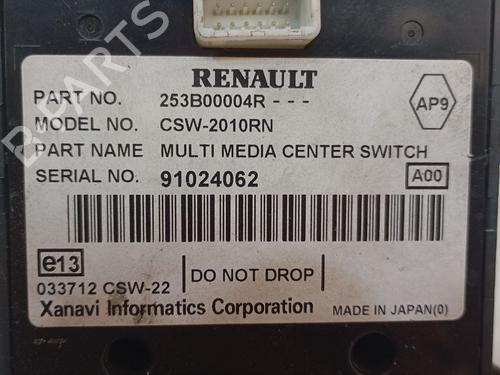 B-PARTS
RENAULT
PART NO. 253B00004R - - -
AP9
MODEL NO. CSW-2010RN
PART NAME MULTI MEDIA CENTER SWITCH
SERIAL NO. 91024062
A00
e13
033712 CSW-22
DO NOT DROP
Xanavi Informatics Corporation
MADE IN JAPAN(0)